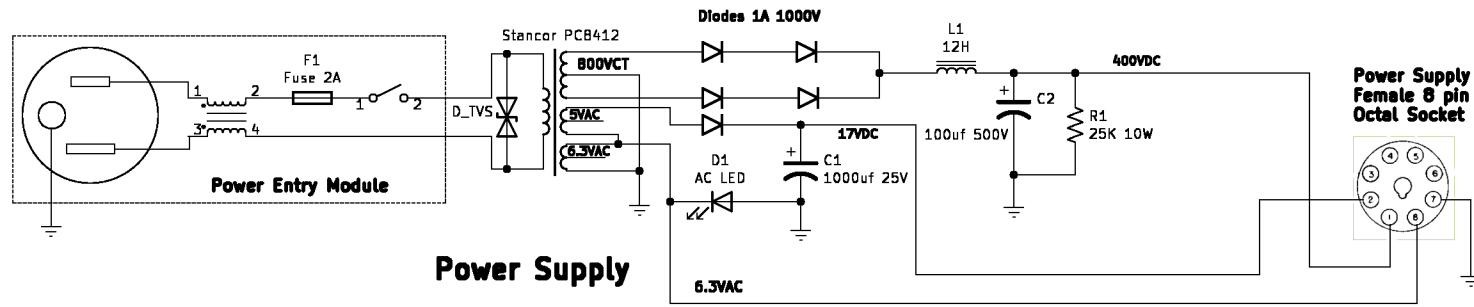 Diodes 1A 1000V
Stancor PC8412
L1
12H
F1
Fuse 2A
800VCT
400VDC
Power Supply
Female 8 pin
Octal Socket
1
2
1
2
3
4
D_TVS
5VAC
17VDC
+
C2
100uf 500V
R1
25K 10W
6.3VAC
D1
AC LED
+
C1
1000uf 25V
4
5
3
6
2
7
1
8
Power Entry Module
Power Supply
6.3VAC